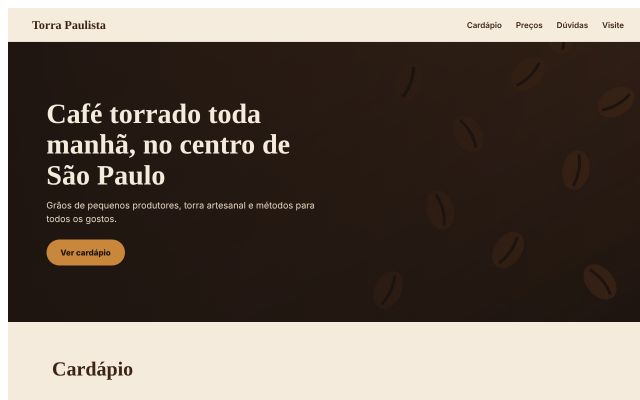 Torra Paulista
Cardápio Preços Dúvidas Visite
Café torrado toda
manhã, no centro de
São Paulo
Grãos de pequenos produtores, torra artesanal e métodos para
todos os gostos.
Ver cardápio
Cardápio